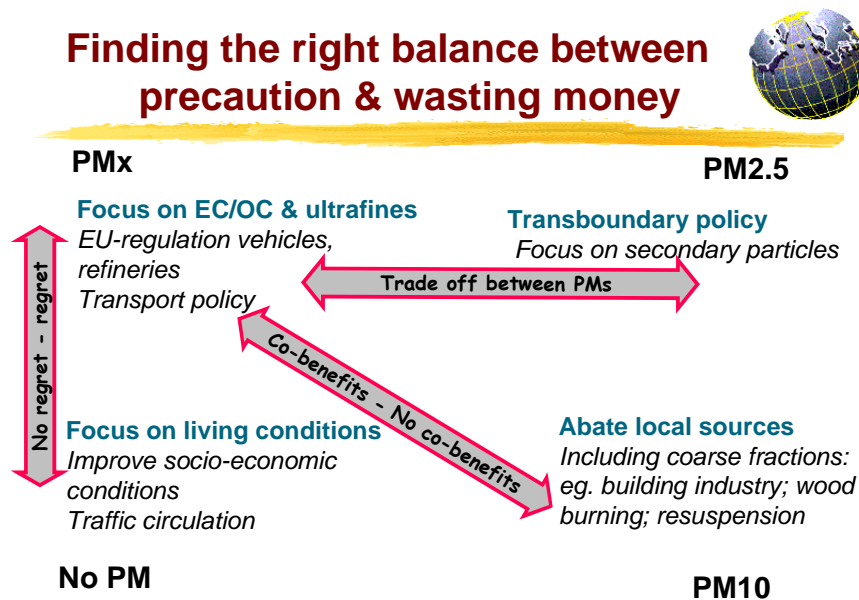 Finding the right balance between
precaution & wasting money
PMx
PM2.5
Focus on EC/OC & ultrafines
EU-regulation vehicles,
refineries
Transport policy
Transboundary policy
Focus on secondary particles
Trade off between PMs
No regret - regret
Co-benefits - No co-benefits
Focus on living conditions
Improve socio-economic
conditions
Traffic circulation
Abate local sources
Including coarse fractions:
eg. building industry; wood
burning; resuspension
No PM
PM10